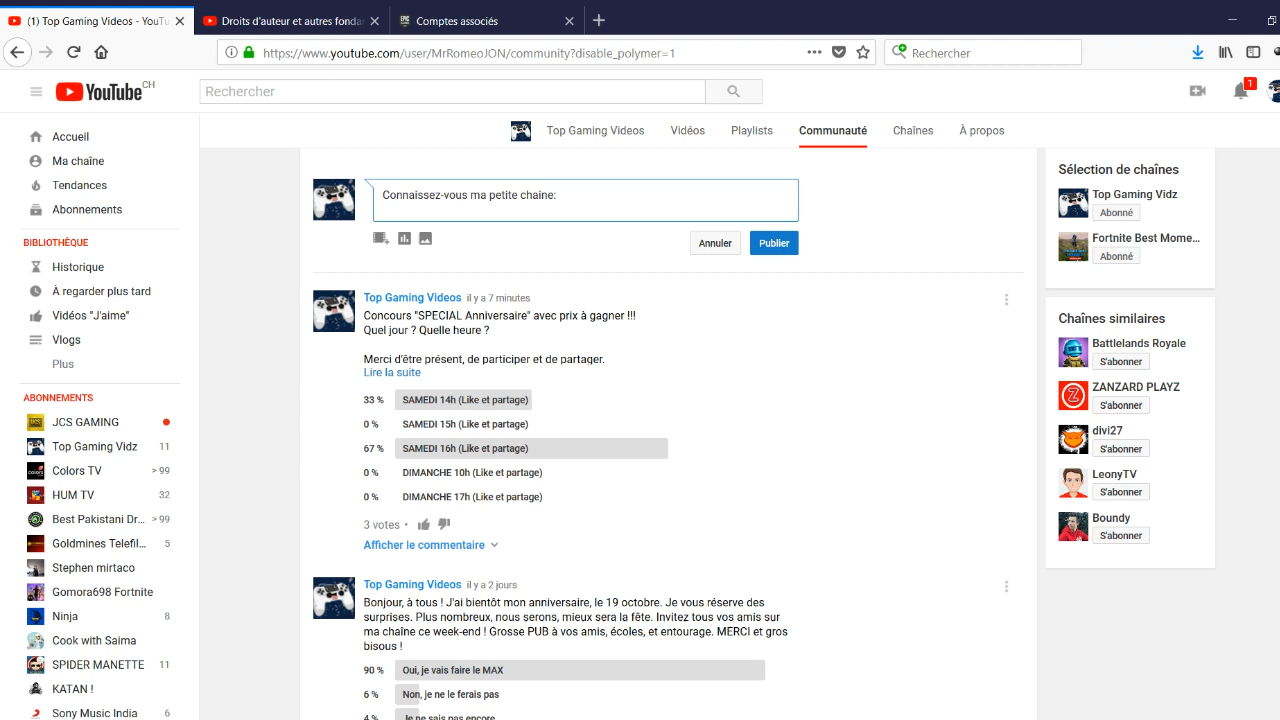 (1) Top Gaming Videos - YouTu
Droits d'auteur et autres fonda
Comptes associés
https://www.youtube.com/user/MrRomeoJON/community?disable_polymer=1
Rechercher
YouTube CH
Rechercher
1
Accueil
Ma chaîne
Tendances
Abonnements
BIBLIOTHÈQUE
Historique
À regarder plus tard
Vidéos "J'aime"
Vlogs
Plus
ABONNEMENTS
JCS GAMING
Top Gaming Vidz 11
Colors TV > 99
HUM TV 32
Best Pakistani Dr... > 99
Goldmines Telefil... 5
Stephen mirtaco
Gomora698 Fortnite
Ninja 8
Cook with Saima
SPIDER MANETTE 11
KATAN !
Sony Music India 6
Top Gaming Videos Vidéos Playlists Communauté Chaînes À propos
Connaissez-vous ma petite chaine:
Annuler Publier
Top Gaming Videos il y a 7 minutes
Concours "SPECIAL Anniversaire" avec prix à gagner !!!
Quel jour ? Quelle heure ?
Merci d'être présent, de participer et de partager.
Lire la suite
33 % SAMEDI 14h (Like et partage)
0 % SAMEDI 15h (Like et partage)
67 % SAMEDI 16h (Like et partage)
0 % DIMANCHE 10h (Like et partage)
0 % DIMANCHE 17h (Like et partage)
3 votes •
Afficher le commentaire
Top Gaming Videos il y a 2 jours
Bonjour, à tous ! J'ai bientôt mon anniversaire, le 19 octobre. Je vous réserve des
surprises. Plus nombreux, nous serons, mieux sera la fête. Invitez tous vos amis sur
ma chaîne ce week-end ! Grosse PUB à vos amis, écoles, et entourage. MERCI et gros
bisous !
90 % Oui, je vais faire le MAX
6 % Non, je ne le ferais pas
4 % Je ne sais pas encore
Sélection de chaînes
Top Gaming Vidz
Abonné
Fortnite Best Mome...
Abonné
Chaînes similaires
Battlelands Royale
S'abonner
ZANZARD PLAYZ
S'abonner
divi27
S'abonner
LeonyTV
S'abonner
Boundy
S'abonner